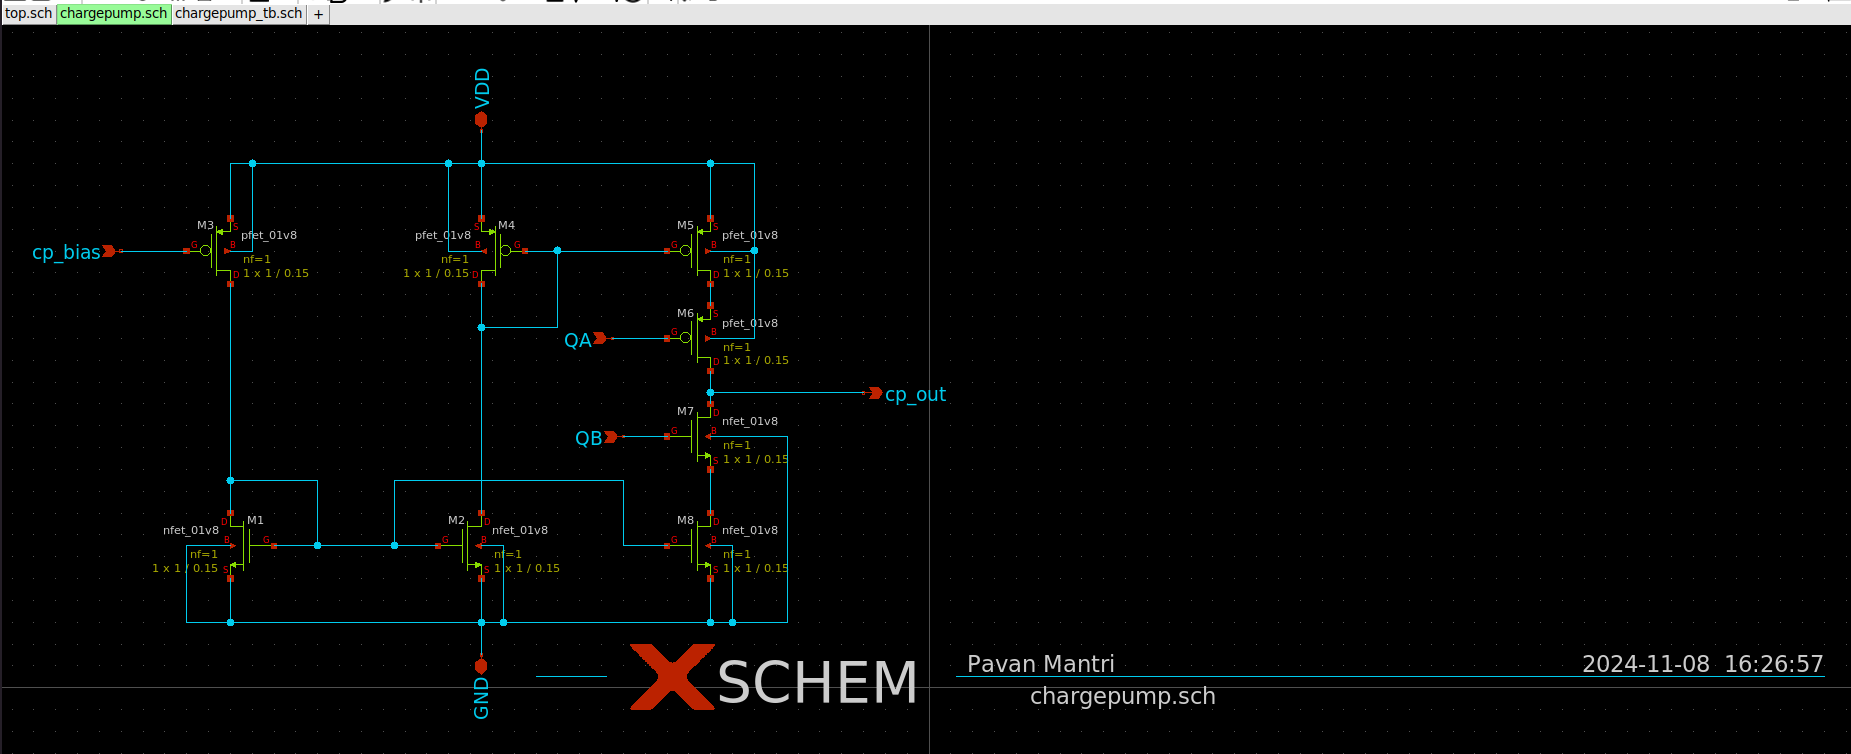 top.sch chargepump.sch chargepump_tb.sch +
VDD
M3
S
pfet_01v8
cp_bias
G
B
nf=1
D
1 x 1 / 0.15
M4
S
pfet_01v8
B
G
nf=1
1 x 1 / 0.15
D
M5
S
pfet_01v8
G
B
nf=1
D
1 x 1 / 0.15
M6
S
pfet_01v8
QA
G
B
nf=1
1 x 1 / 0.15
D
cp_out
M7
D
nfet_01v8
QB
G
B
nf=1
1 x 1 / 0.15
S
M1
D
nfet_01v8
B
G
nf=1
1 x 1 / 0.15
S
M2
D
nfet_01v8
G
B
nf=1
1 x 1 / 0.15
S
M8
D
nfet_01v8
G
B
nf=1
1 x 1 / 0.15
S
GND
XSCHEM
Pavan Mantri
2024-11-08 16:26:57
chargepump.sch